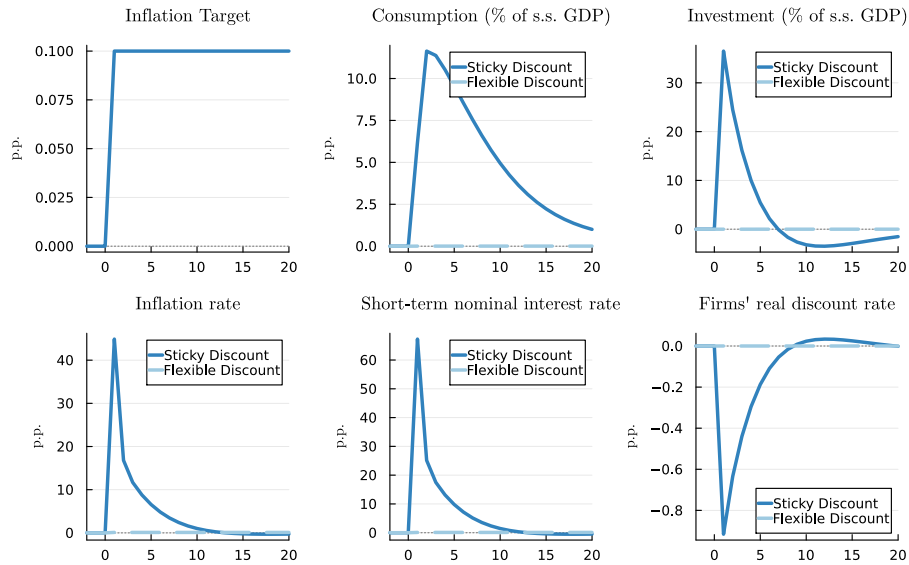 Inflation Target
p.p.
0.100
0.075
0.050
0.025
0.000
0 5 10 15 20
Consumption (% of s.s. GDP)
p.p.
10.0
7.5
5.0
2.5
0.0
Sticky Discount
Flexible Discount
0 5 10 15 20
Investment (% of s.s. GDP)
p.p.
30
20
10
0
Sticky Discount
Flexible Discount
0 5 10 15 20
Inflation rate
p.p.
40
30
20
10
0
Sticky Discount
Flexible Discount
0 5 10 15 20
Short-term nominal interest rate
p.p.
60
50
40
30
20
10
0
Sticky Discount
Flexible Discount
0 5 10 15 20
Firms' real discount rate
p.p.
0.0
−0.2
−0.4
−0.6
−0.8
Sticky Discount
Flexible Discount
0 5 10 15 20